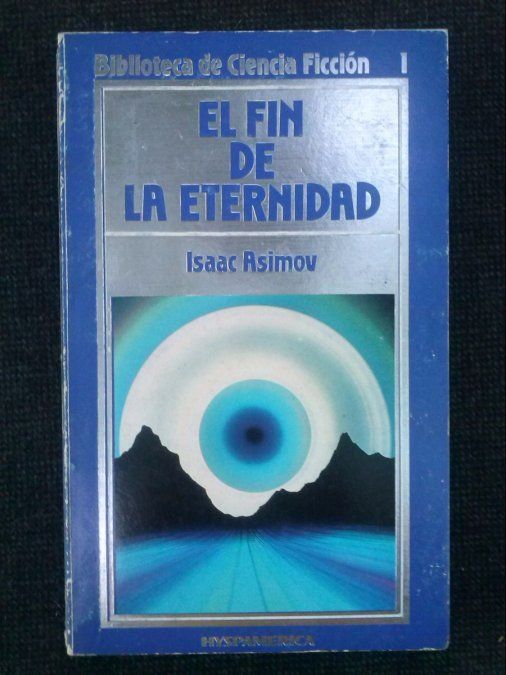 Biblioteca de Ciencia Ficción 1
EL FIN
DE
LA ETERNIDAD
Isaac Asimov
HYSPAMERICA